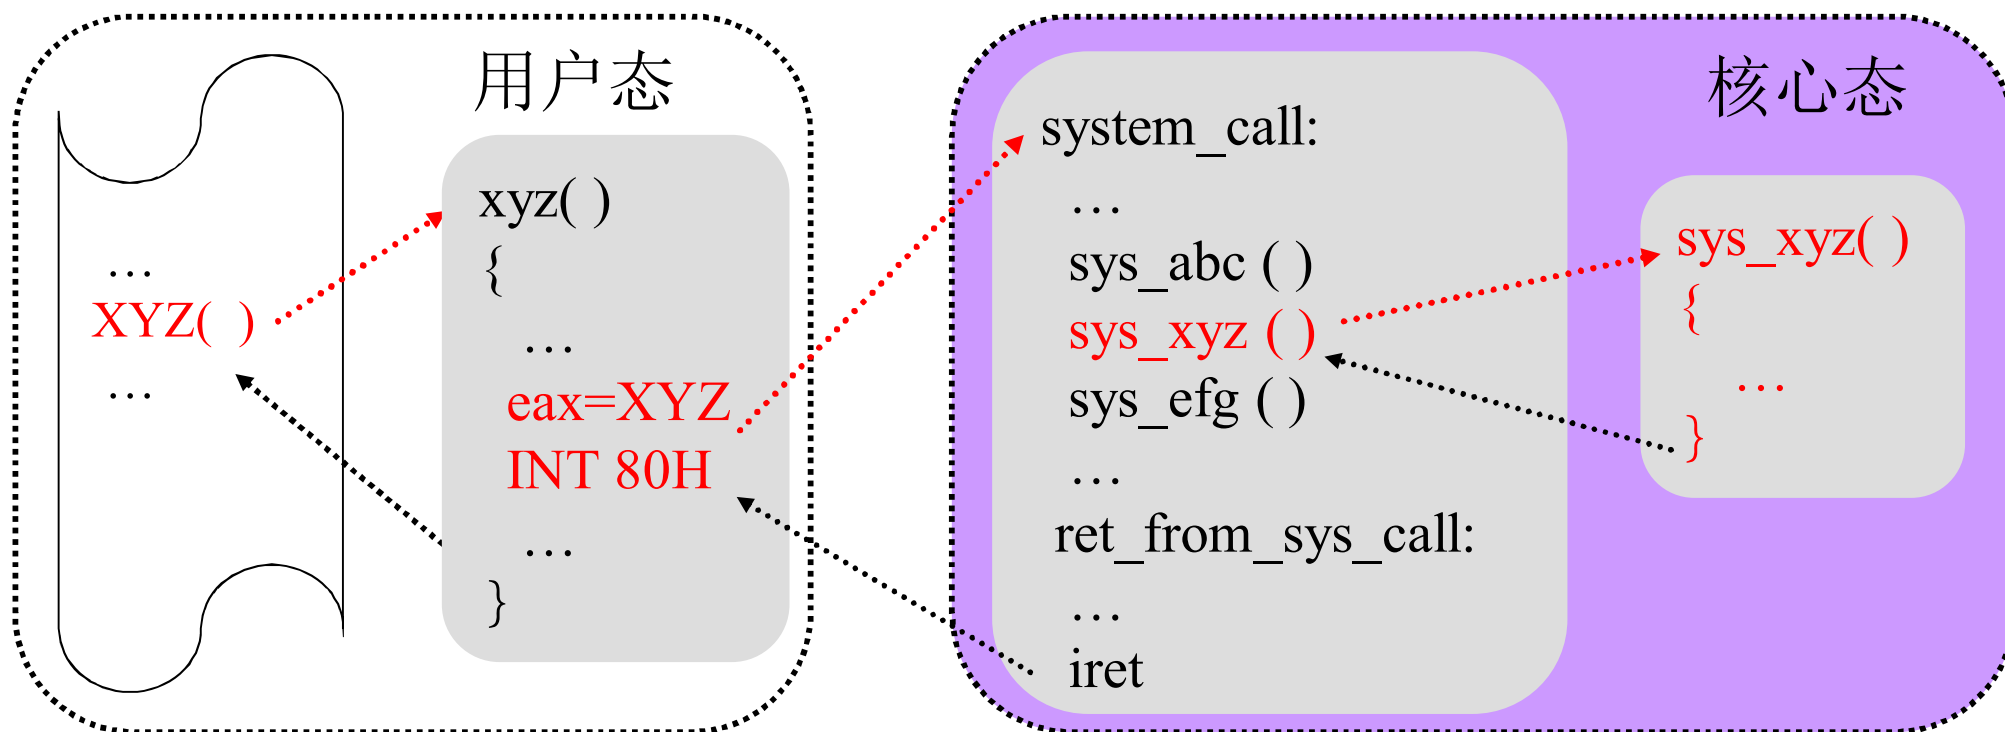 用户态
…
XYZ( )
…
xyz( )
{
…
eax=XYZ
INT 80H
…
}
核心态
system_call:
…
sys_abc ( )
sys_xyz ( )
sys_efg ( )
…
ret_from_sys_call:
…
iret
sys_xyz( )
{
…
}